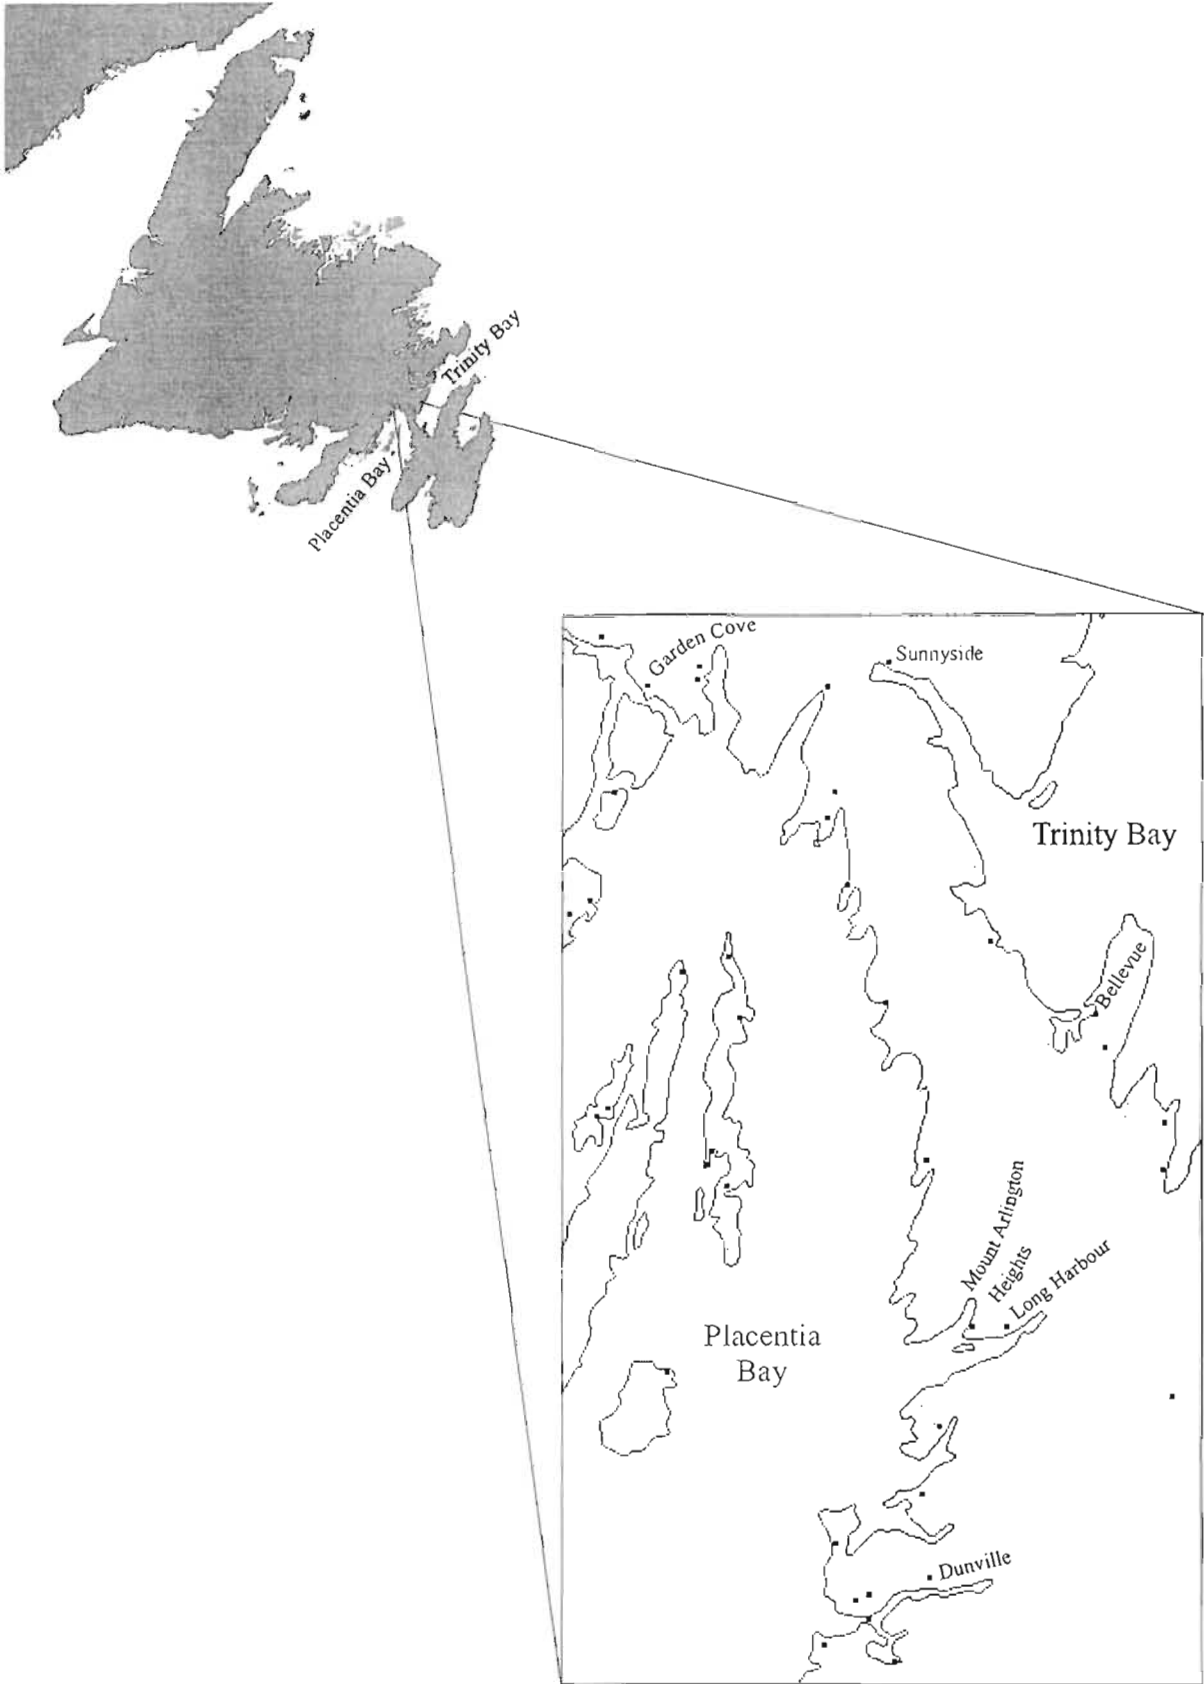 Trinity Bay
Placentia Bay
Garden Cove
Sunnyside
Trinity Bay
Bellevue
Mount Arlington
Heights
Long Harbour
Placentia
Bay
Dunville